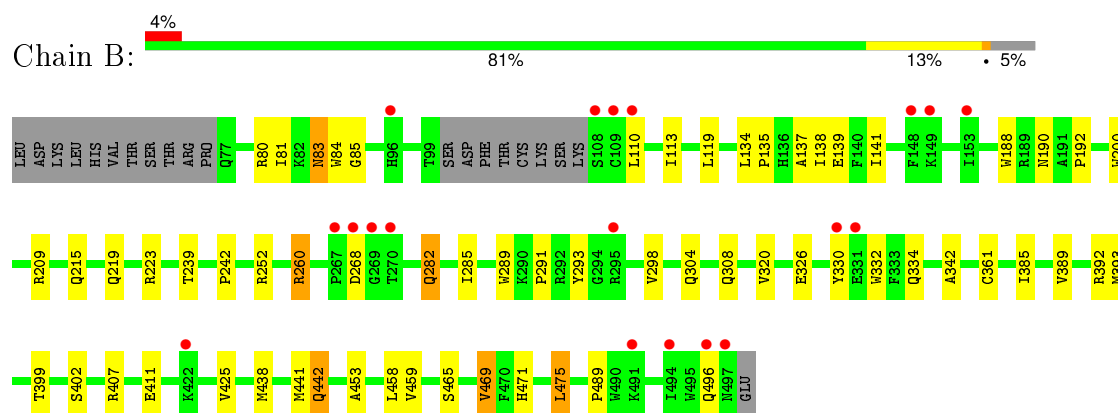 4%
Chain B:
81% 13% • 5%
LEU ASP LYS LEU HIS VAL THR SER THR ARG PRO Q77 R80 I81 K82 N83 W84 G85 H96 T99 SER ASP PHE THR CYS LYS LYS SER LYS S108 C109 L110 I113 L119 L134 P135 H136 A137 I138 E139 F140 I141 F148 K149 I153 W188 R189 N190 A191 P192
R209 Q215 Q219 R223 T239 P242 R252 R260 P267 D268 G269 T270 Q282 I285 W289 K290 P291 R292 Y293 G294 R295 V298 Q304 Q308 V320 E326 Y330 E331 W332 F333 Q334 A342 C361 I385 V389 R392
T399 S402 R407 E411 K422 V425 M438 M441 Q442 A453 L458 V459 S465 V469 F470 H471 L475 P489 W490 K491 I494 W495 Q496 N497 GLU